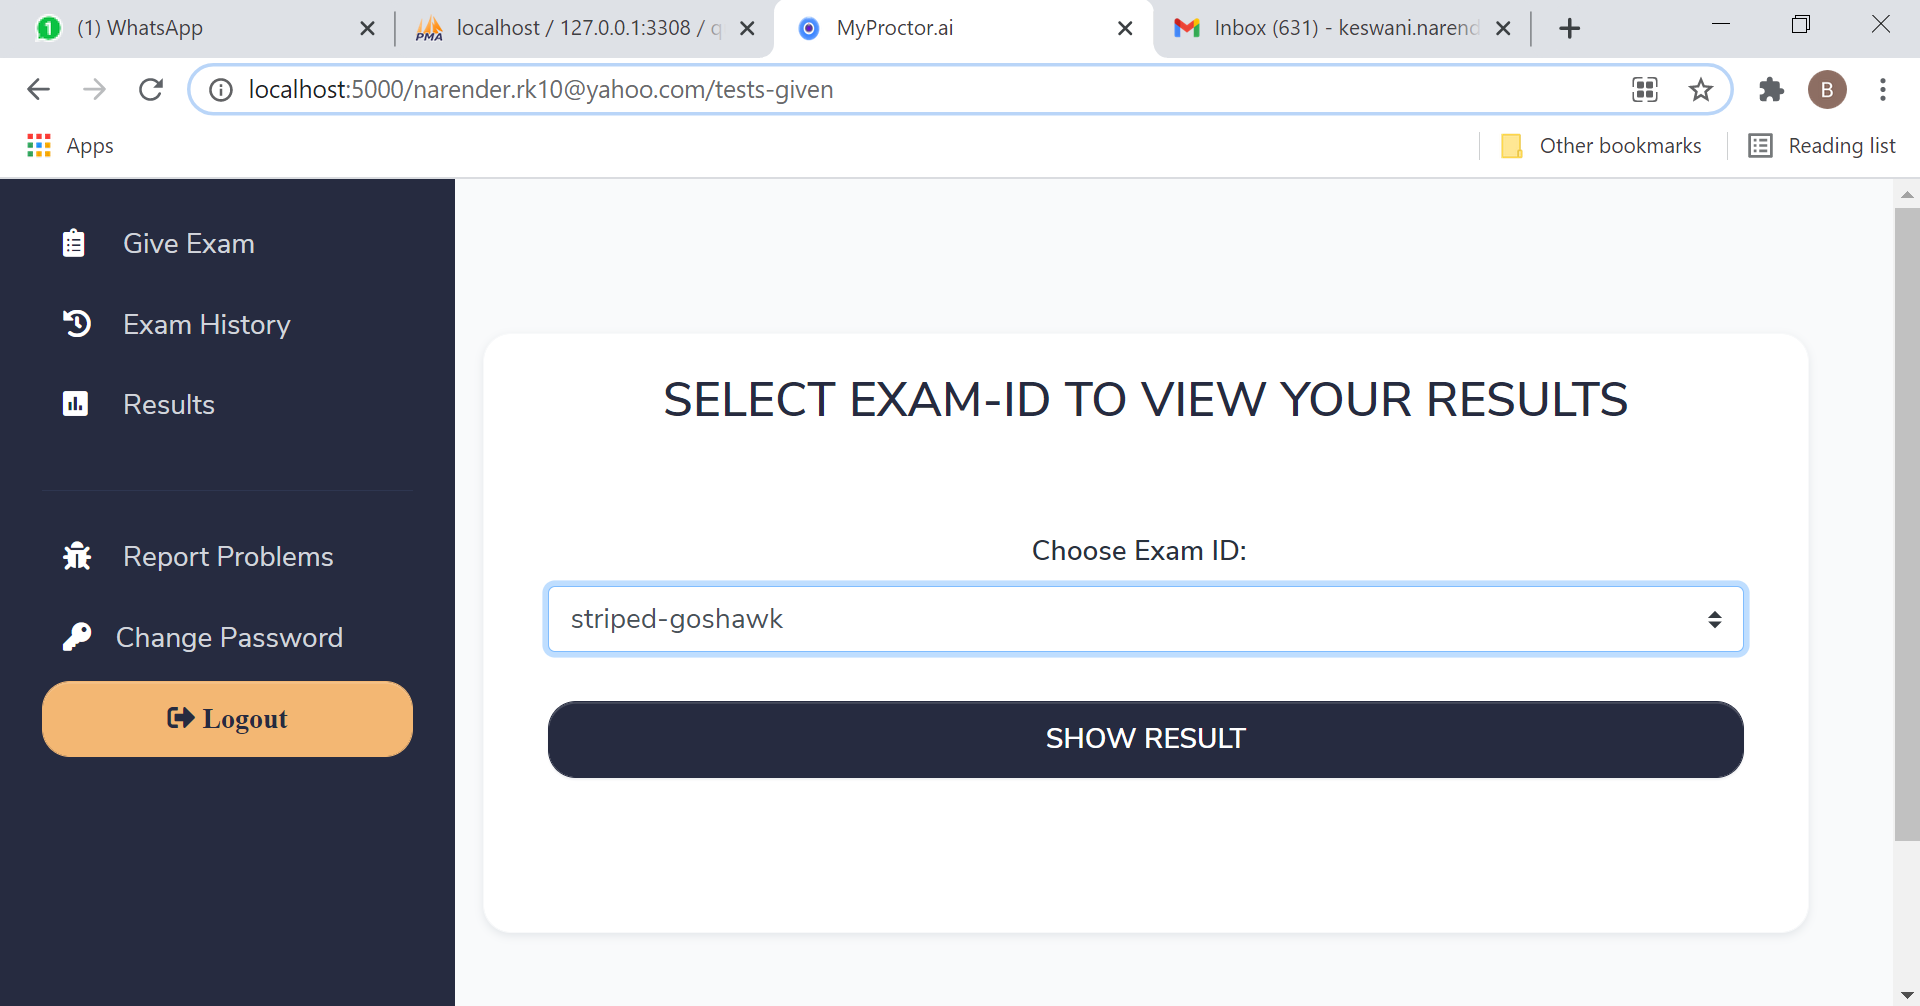 1 (1) WhatsApp
PMA localhost / 127.0.0.1:3308 / q
MyProctor.ai
Inbox (631) - keswani.narend
localhost:5000/narender.rk10@yahoo.com/tests-given
B
Apps
Other bookmarks
Reading list
Give Exam
Exam History
Results
Report Problems
Change Password
Logout
SELECT EXAM-ID TO VIEW YOUR RESULTS
Choose Exam ID:
striped-goshawk
SHOW RESULT